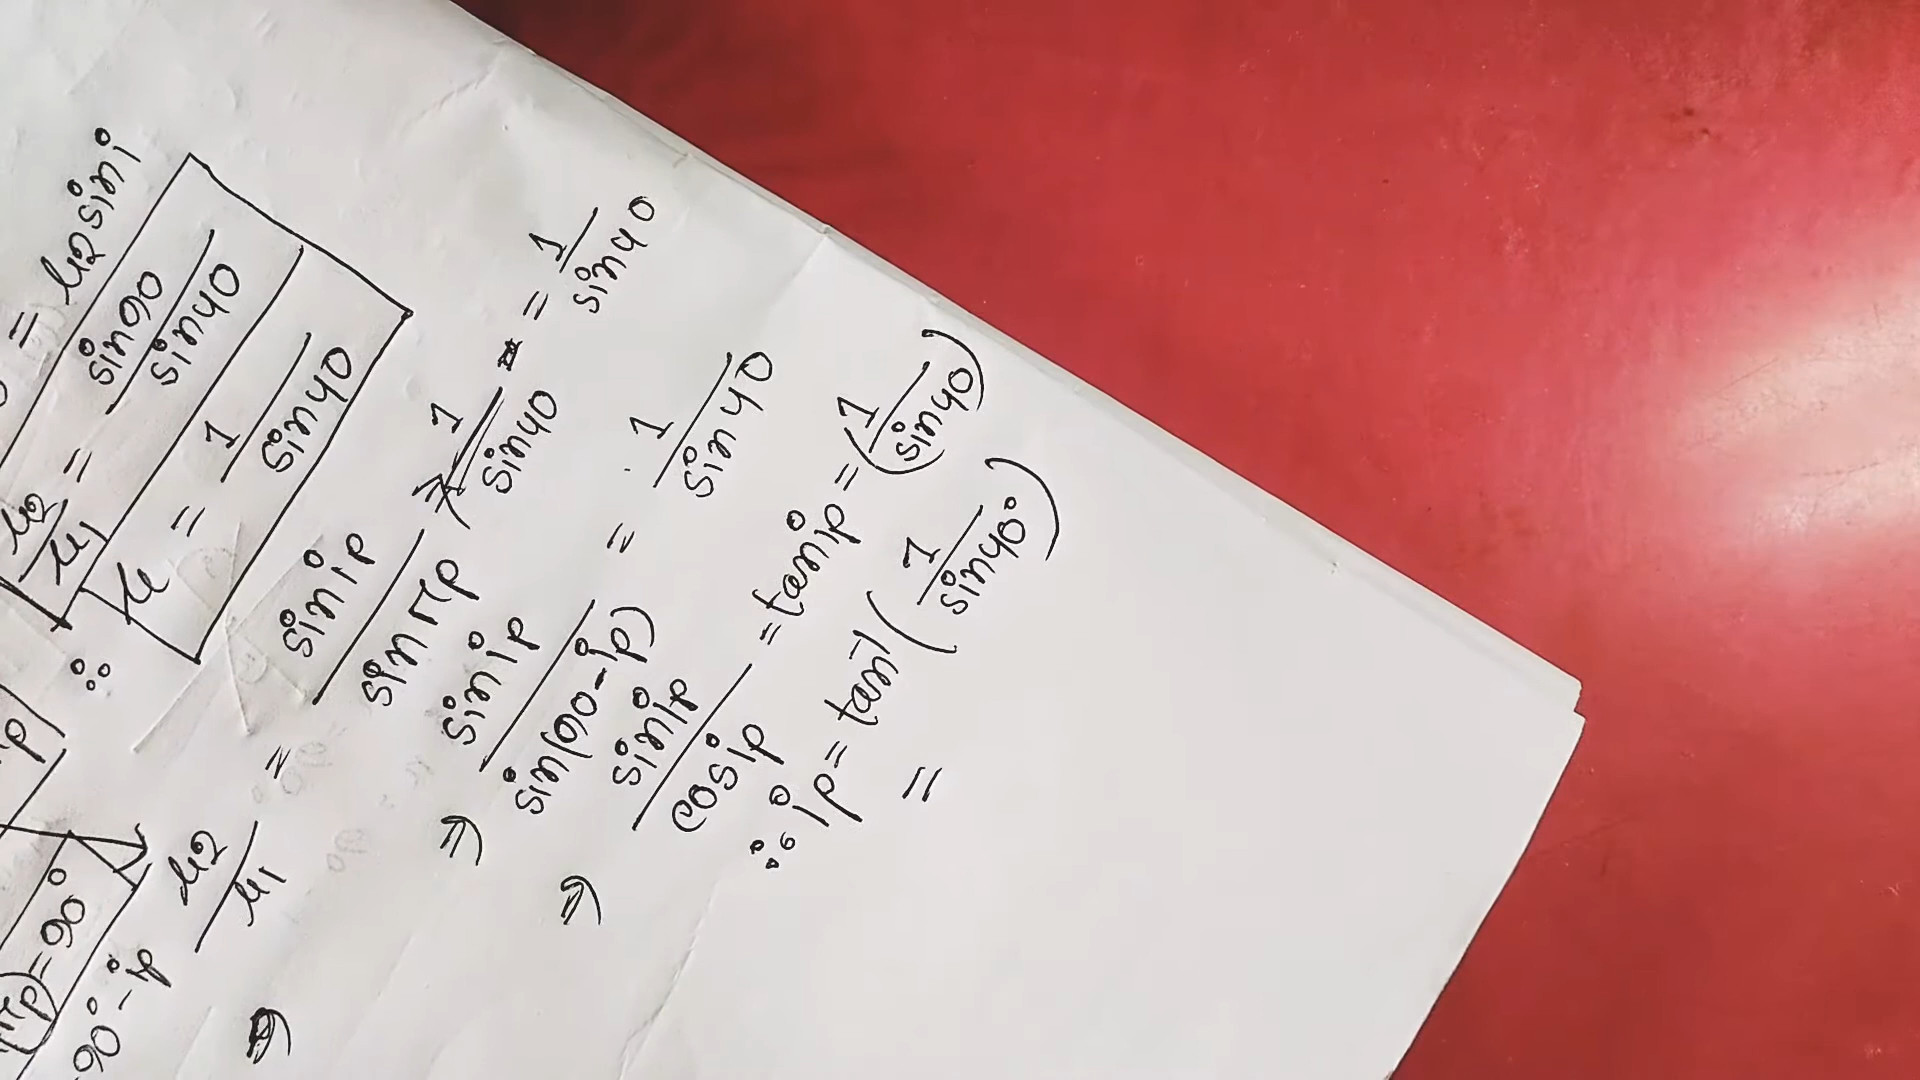 = μ2 sin i
μ2/μ1 = sin90/sin40
∴ μ = 1/sin40
rp = 90°
90° - ip
⇒ μ2/μ1 = sin ip/sin rp = 1/sin40
1/sin40
⇒ sin ip/sin(90-ip) = 1/sin40
⇒ sin ip/cos ip = tan ip = (1/sin40)
∴ ip = tan⁻¹(1/sin40°)
=